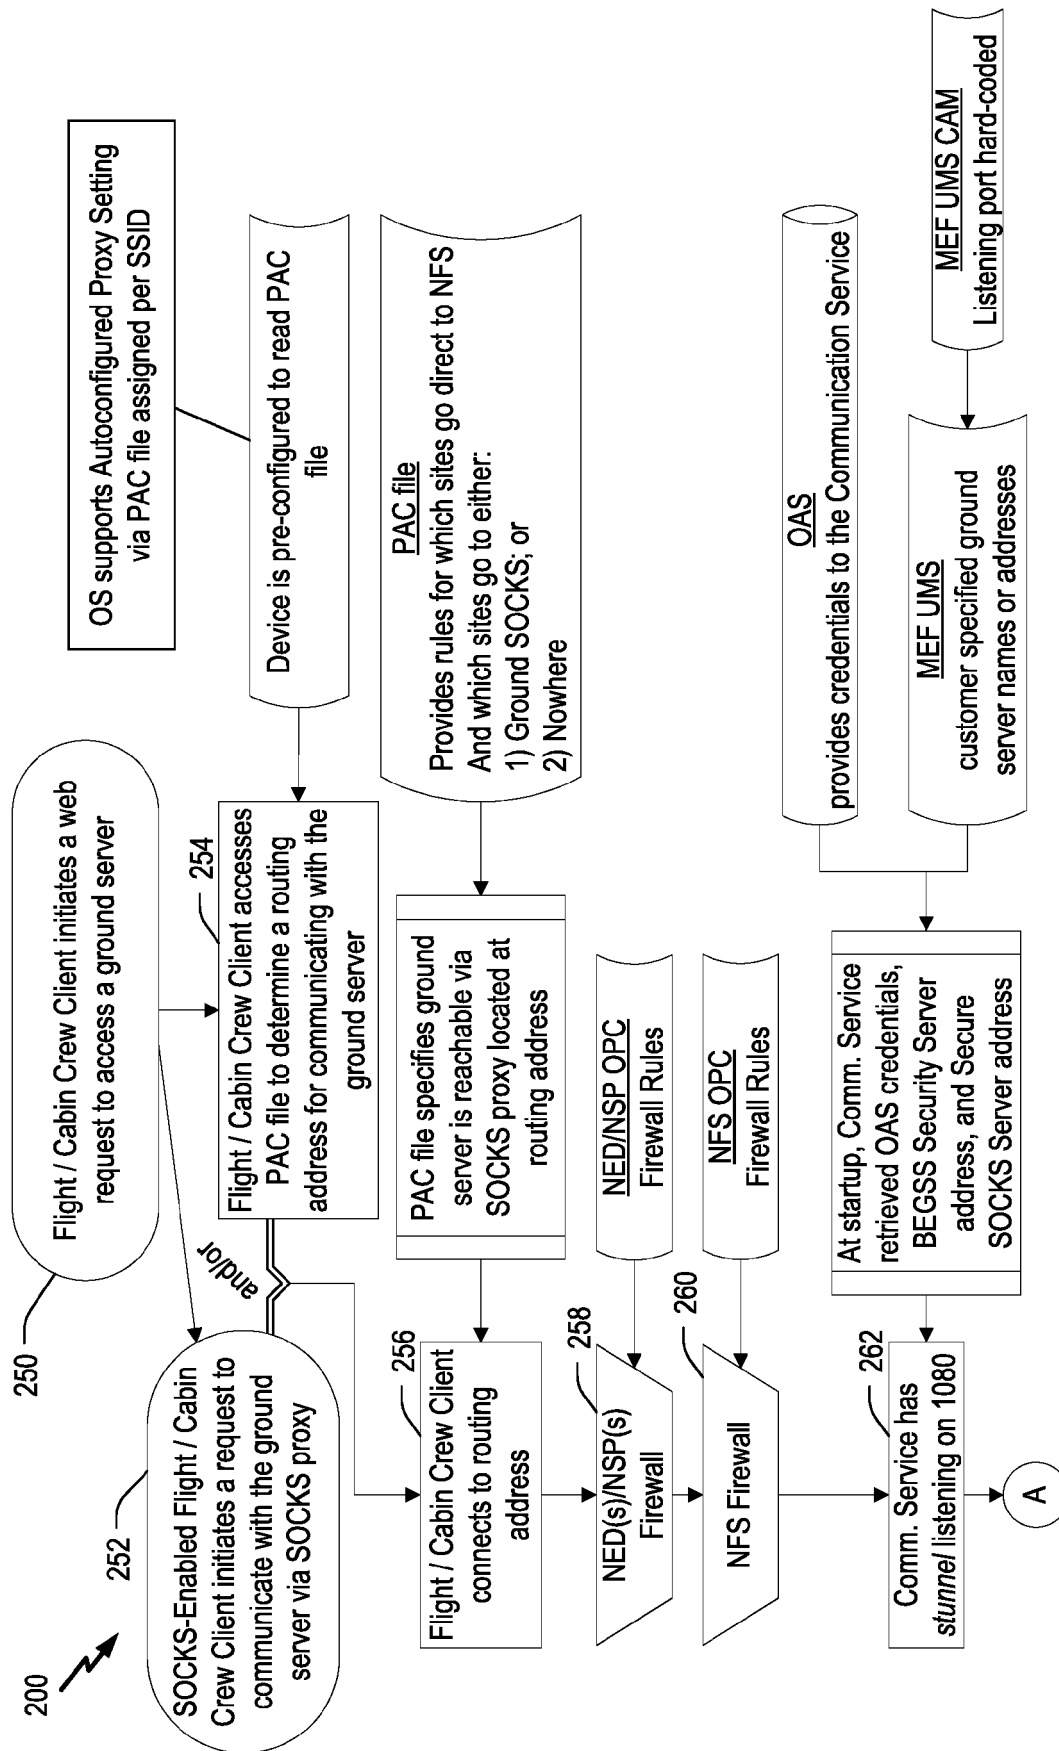 200
250
Flight / Cabin Crew Client initiates a web
request to access a ground server
OS supports Autoconfigured Proxy Setting
via PAC file assigned per SSID
252
SOCKS-Enabled Flight / Cabin
Crew Client initiates a request to
communicate with the ground
server via SOCKS proxy
and/or
254
Flight / Cabin Crew Client accesses
PAC file to determine a routing
address for communicating with the
ground server
Device is pre-configured to read PAC
file
256
Flight / Cabin Crew Client
connects to routing
address
PAC file specifies ground
server is reachable via
SOCKS proxy located at
routing address
PAC file
Provides rules for which sites go direct to NFS
And which sites go to either:
1) Ground SOCKS; or
2) Nowhere
258
NED(s)/NSP(s)
Firewall
NED/NSP OPC
Firewall Rules
260
NFS Firewall
NFS OPC
Firewall Rules
262
Comm. Service has
stunnel listening on 1080
At startup, Comm. Service
retrieved OAS credentials,
BEGSS Security Server
address, and Secure
SOCKS Server address
OAS
provides credentials to the Communication Service
MEF UMS
customer specified ground
server names or addresses
MEF UMS CAM
Listening port hard-coded
A